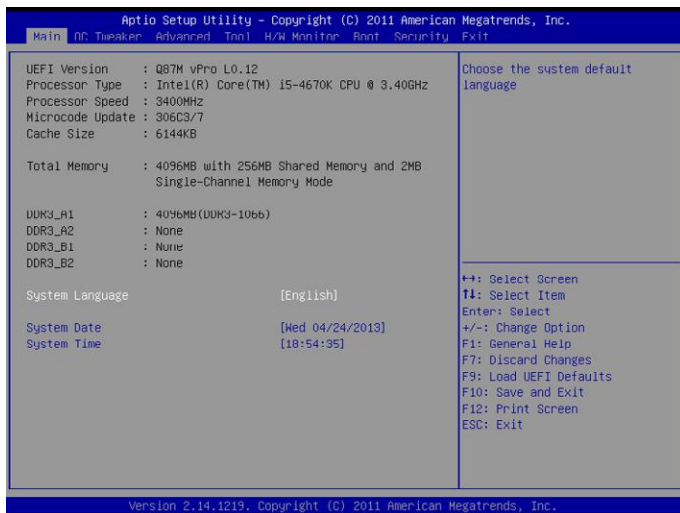 Aptio Setup Utility – Copyright (C) 2011 American Megatrends, Inc.
Main OC Tweaker Advanced Tool H/W Monitor Boot Security Exit
UEFI Version : Q87M vPro L0.12
Processor Type : Intel(R) Core(TM) i5-4670K CPU @ 3.40GHz
Processor Speed : 3400MHz
Microcode Update : 306C3/7
Cache Size : 6144KB
Total Memory : 4096MB with 256MB Shared Memory and 2MB
Single-Channel Memory Mode
DDR3_A1 : 4096MB(DDR3-1066)
DDR3_A2 : None
DDR3_B1 : None
DDR3_B2 : None
System Language [English]
System Date [Wed 04/24/2013]
System Time [18:54:35]
Choose the system default
language
↔: Select Screen
↑↓: Select Item
Enter: Select
+/-: Change Option
F1: General Help
F7: Discard Changes
F9: Load UEFI Defaults
F10: Save and Exit
F12: Print Screen
ESC: Exit
Version 2.14.1219. Copyright (C) 2011 American Megatrends, Inc.